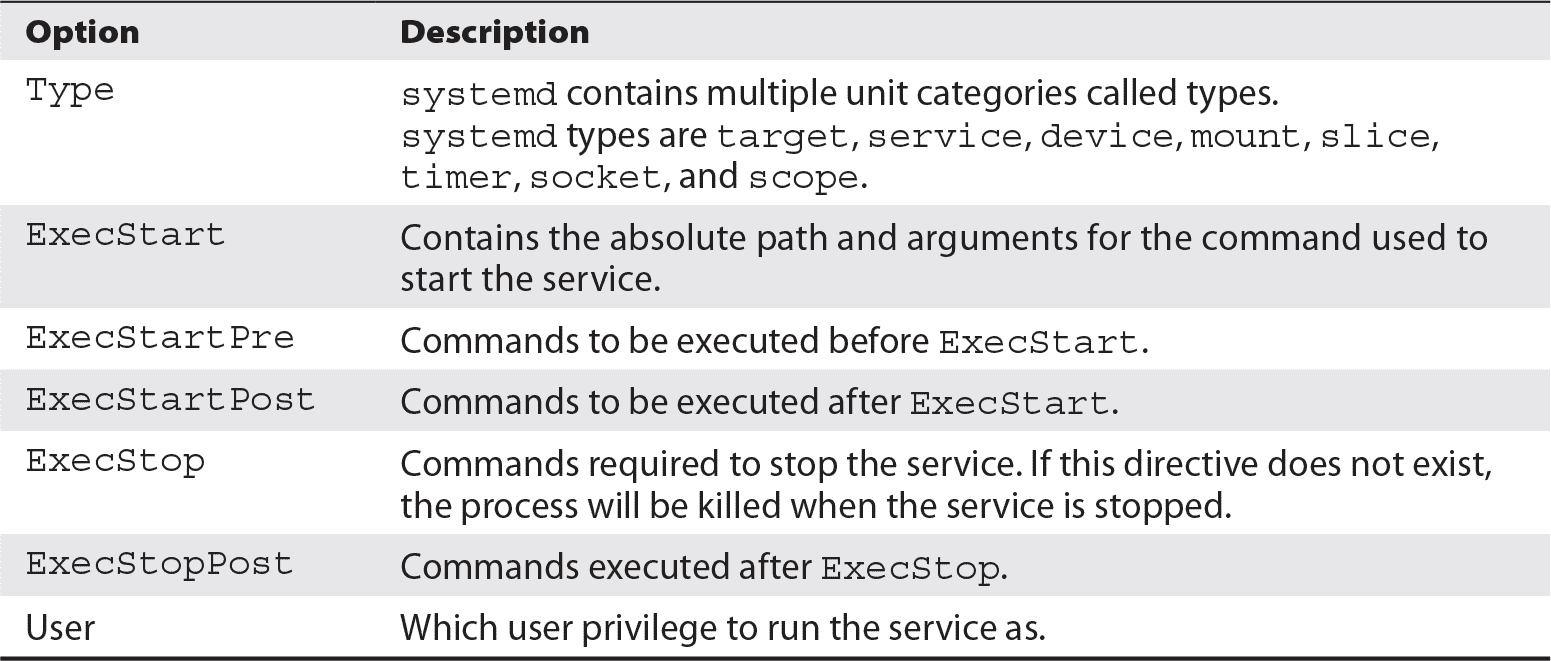 Option Description
Type systemd contains multiple unit categories called types.
systemd types are target, service, device, mount, slice,
timer, socket, and scope.
ExecStart Contains the absolute path and arguments for the command used to
start the service.
ExecStartPre Commands to be executed before ExecStart.
ExecStartPost Commands to be executed after ExecStart.
ExecStop Commands required to stop the service. If this directive does not exist,
the process will be killed when the service is stopped.
ExecStopPost Commands executed after ExecStop.
User Which user privilege to run the service as.